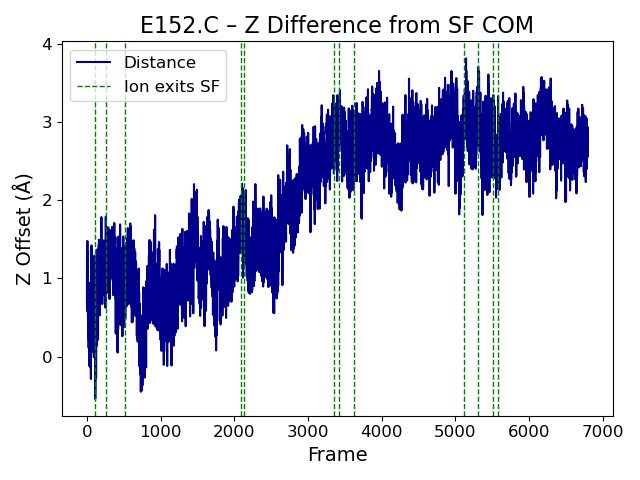 E152.C – Z Difference from SF COM
Distance
Ion exits SF
Z Offset (Å)
4
3
2
1
0
0 1000 2000 3000 4000 5000 6000 7000
Frame